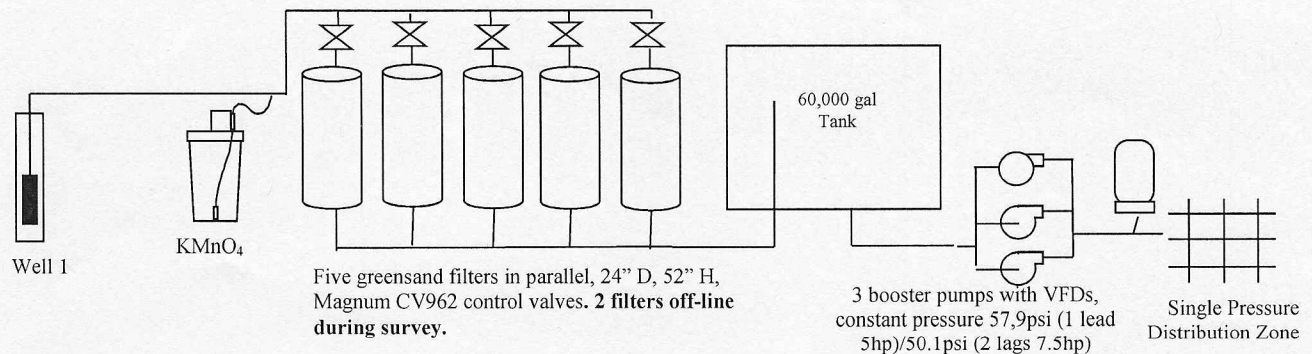 60,000 gal
Tank
Well 1
KMnO4
Five greensand filters in parallel, 24” D, 52” H,
Magnum CV962 control valves. 2 filters off-line
during survey.
3 booster pumps with VFDs,
constant pressure 57,9psi (1 lead
5hp)/50.1psi (2 lags 7.5hp)
Single Pressure
Distribution Zone